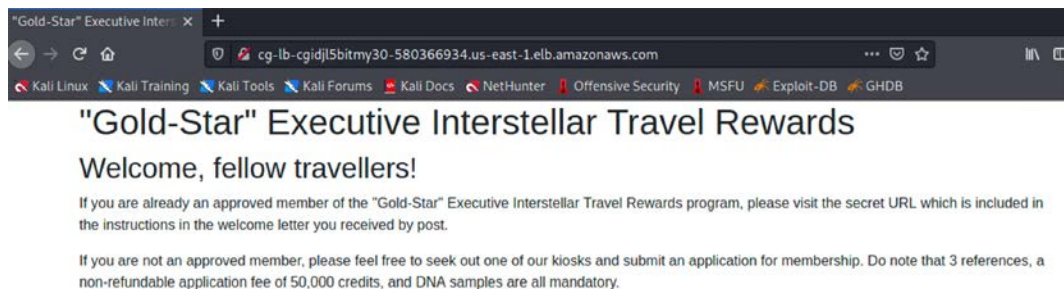 "Gold-Star" Executive Inters
cg-lb-cgidjl5bitmy30-580366934.us-east-1.elb.amazonaws.com
Kali Linux Kali Training Kali Tools Kali Forums Kali Docs NetHunter Offensive Security MSFU Exploit-DB GHDB
"Gold-Star" Executive Interstellar Travel Rewards
Welcome, fellow travellers!
If you are already an approved member of the "Gold-Star" Executive Interstellar Travel Rewards program, please visit the secret URL which is included in
the instructions in the welcome letter you received by post.
If you are not an approved member, please feel free to seek out one of our kiosks and submit an application for membership. Do note that 3 references, a
non-refundable application fee of 50,000 credits, and DNA samples are all mandatory.